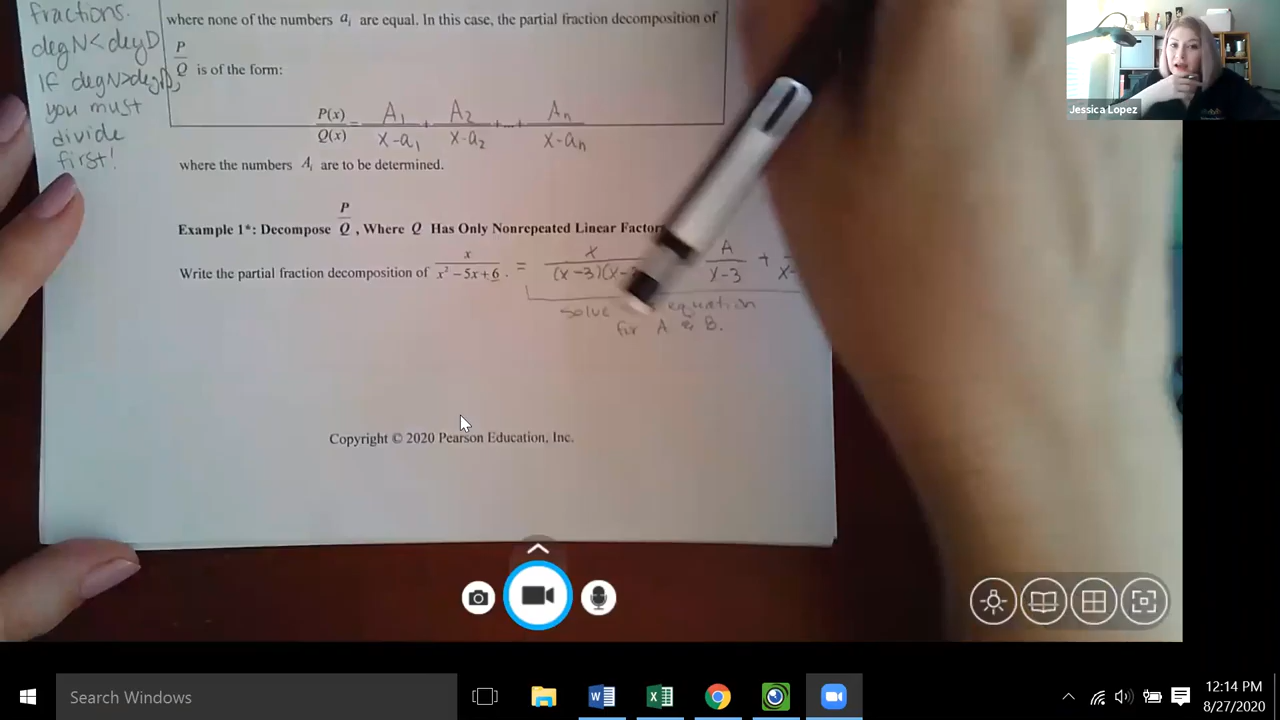 fractions.
degN<degD
If degN>degD,
you must
divide
first!
where none of the numbers aᵢ are equal. In this case, the partial fraction decomposition of
P/Q is of the form:
P(x)/Q(x) = A₁/x-a₁ + A₂/x-a₂ +...+ Aₙ/x-aₙ
where the numbers Aᵢ are to be determined.
Example 1*: Decompose P/Q, Where Q Has Only Nonrepeated Linear
Write the partial fraction decomposition of x/x² −5x+6 . = x/(x-3)(x- A/x-3 +
solve equation
for A & B.
Copyright © 2020 Pearson Education, Inc.
Jessica Lopez
Search Windows
12:14 PM
8/27/2020